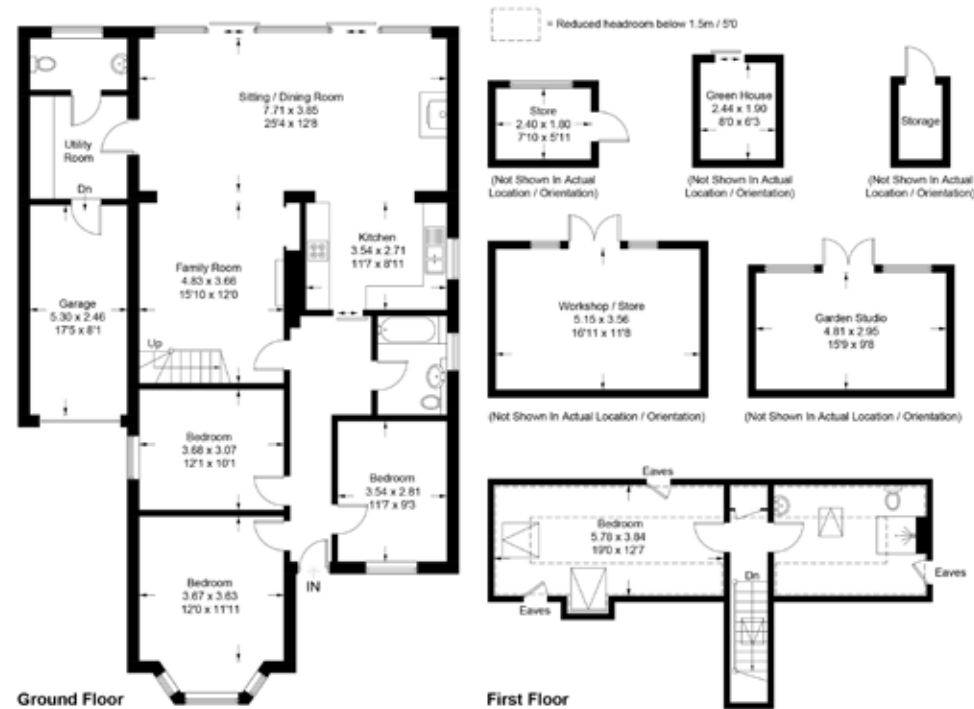 = Reduced headroom below 1.5m / 5'0
Sitting / Dining Room
7.71 x 3.85
25'4 x 12'8
Utility
Room
Dn
Kitchen
3.54 x 2.71
11'7 x 8'11
Family Room
4.83 x 3.66
15'10 x 12'0
Garage
5.30 x 2.46
17'5 x 8'1
Up
Bedroom
3.68 x 3.07
12'1 x 10'1
Bedroom
3.54 x 2.81
11'7 x 9'3
Bedroom
3.67 x 3.63
12'0 x 11'11
IN
Ground Floor
Store
2.40 x 1.80
7'10 x 5'11
(Not Shown In Actual
Location / Orientation)
Green House
2.44 x 1.90
8'0 x 6'3
(Not Shown In Actual
Location / Orientation)
Storage
(Not Shown In Actual
Location / Orientation)
Workshop / Store
5.15 x 3.56
16'11 x 11'8
(Not Shown In Actual Location / Orientation)
Garden Studio
4.81 x 2.95
15'9 x 9'8
(Not Shown In Actual Location / Orientation)
Eaves
Bedroom
5.78 x 3.84
19'0 x 12'7
Eaves
Dn
Eaves
First Floor